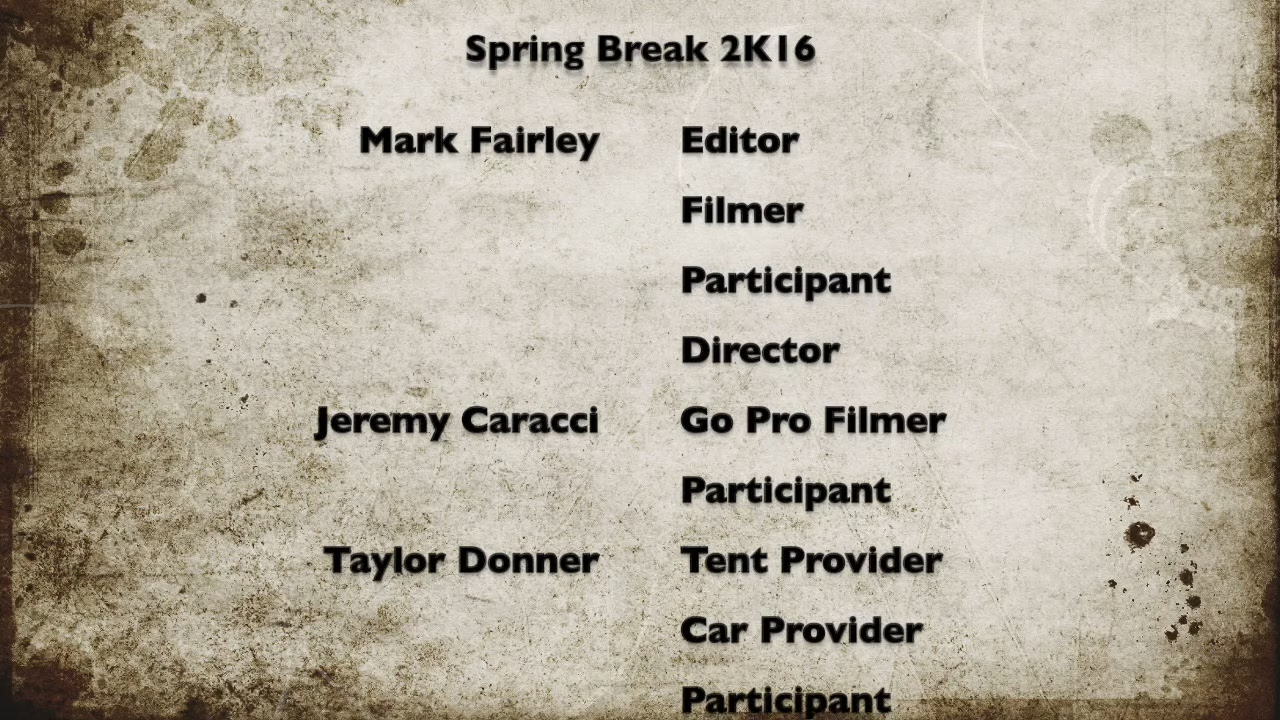 Spring Break 2K16
Mark Fairley Editor
Filmer
Participant
Director
Jeremy Caracci Go Pro Filmer
Participant
Taylor Donner Tent Provider
Car Provider
Participant